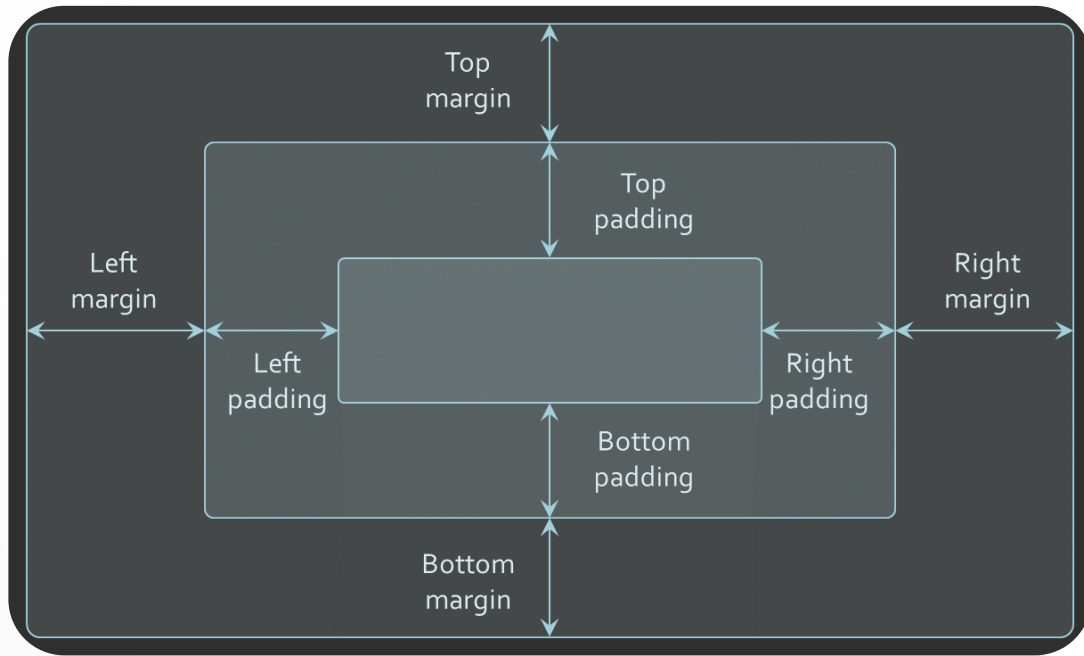 Top
margin
Top
padding
Left
margin
Right
margin
Left
padding
Right
padding
Bottom
padding
Bottom
margin